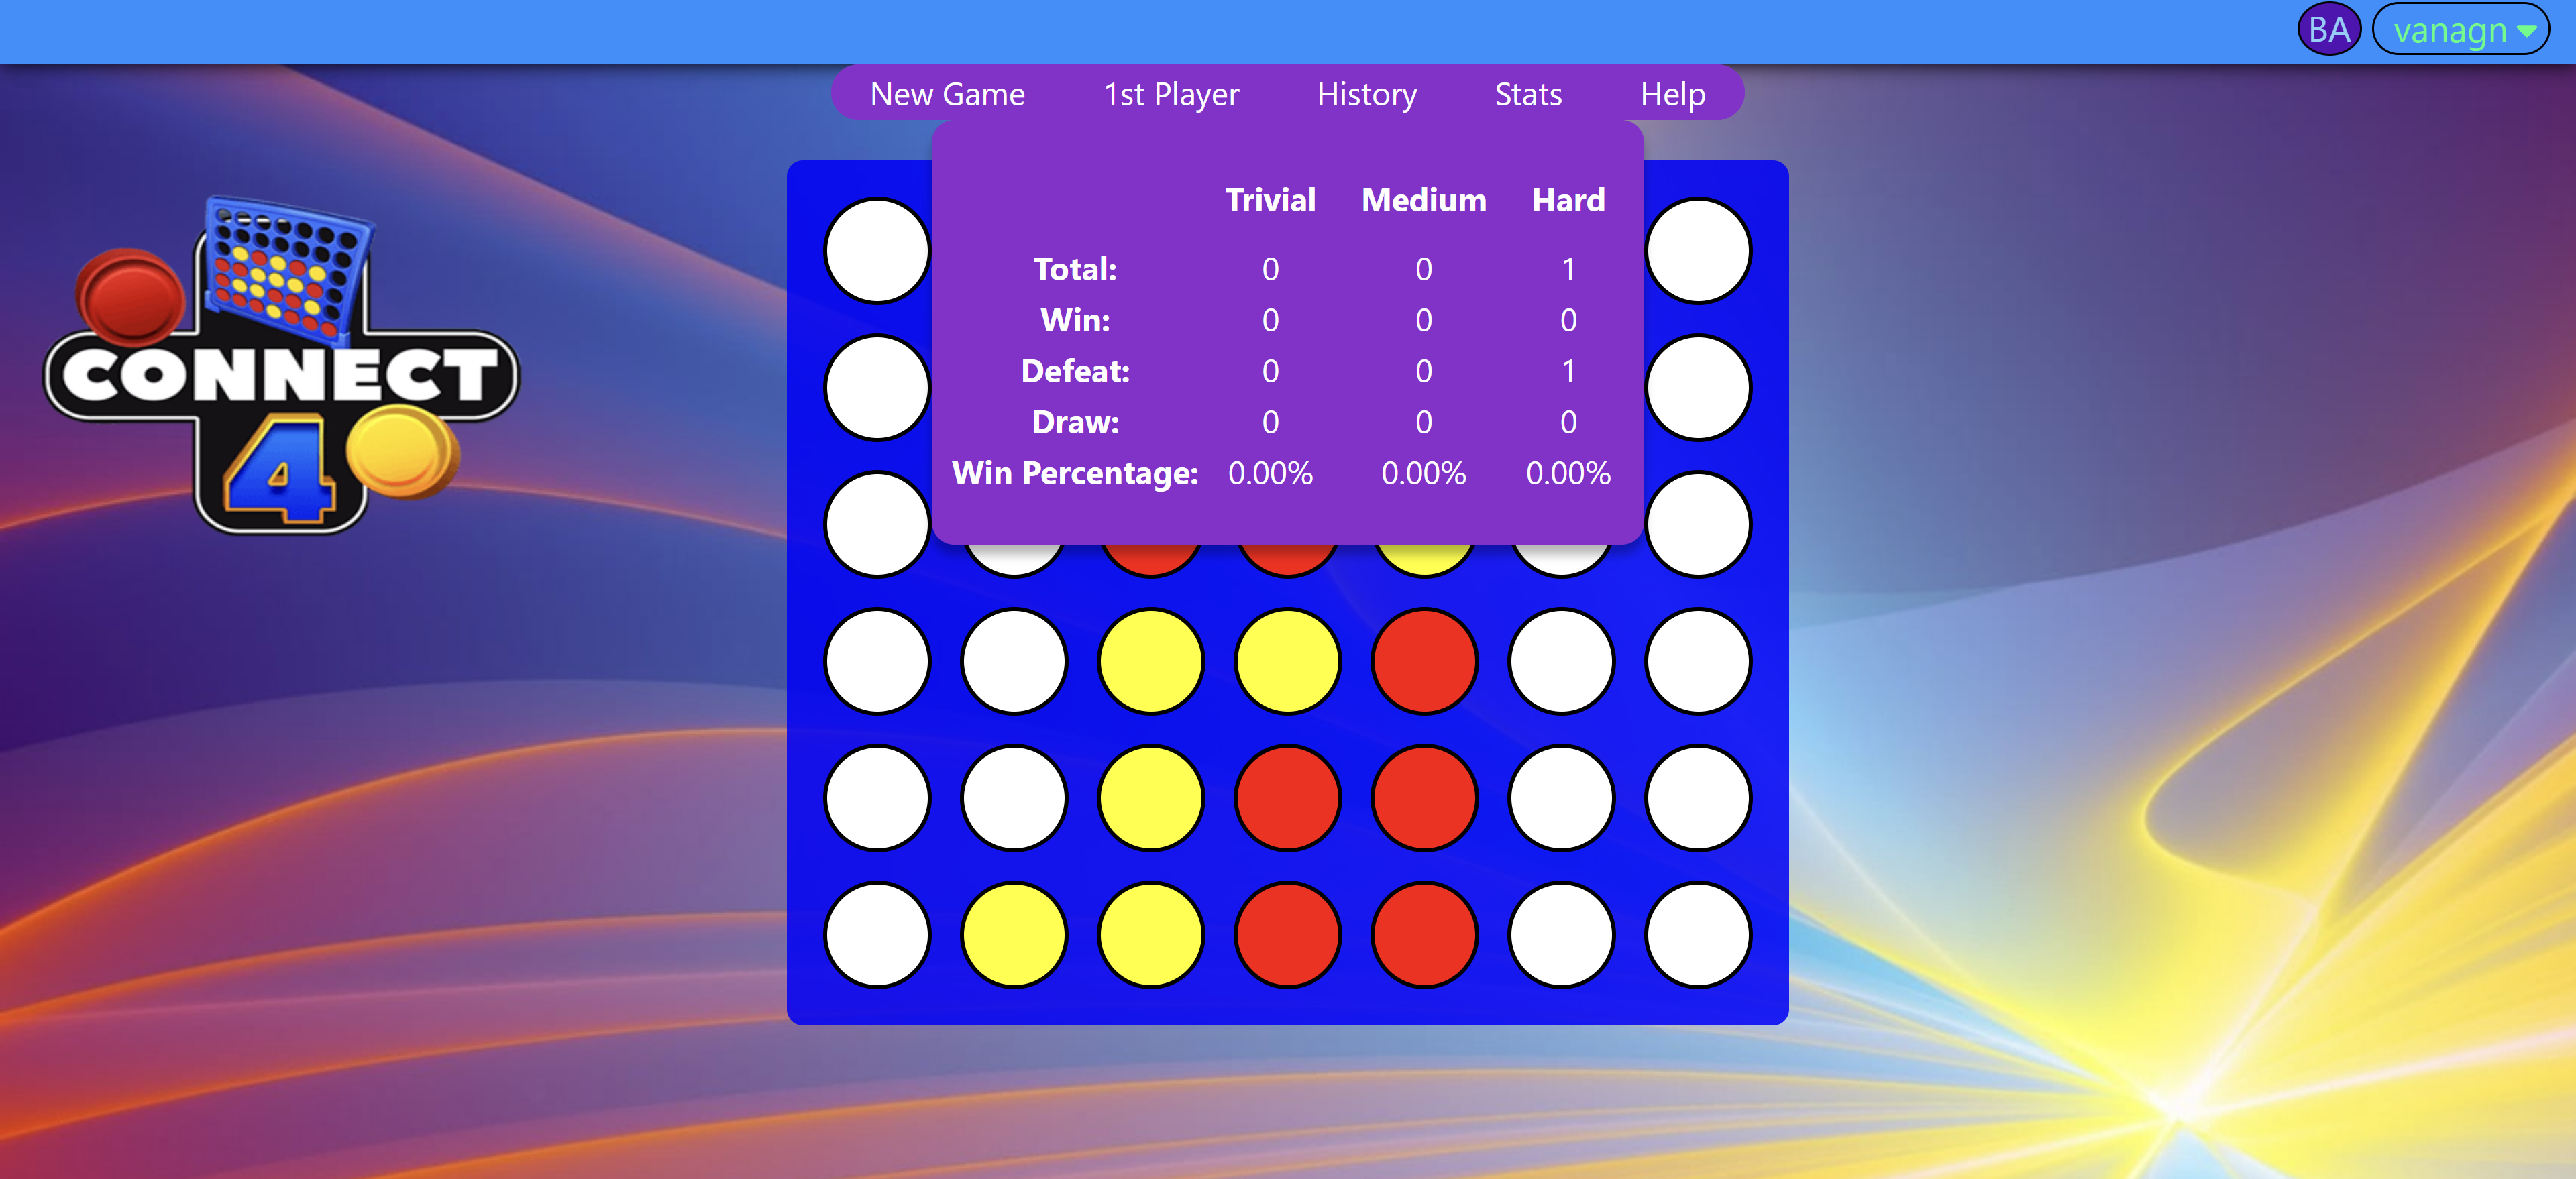 BA vanagn
New Game 1st Player History Stats Help
Trivial Medium Hard
Total: 0 0 1
Win: 0 0 0
Defeat: 0 0 1
Draw: 0 0 0
Win Percentage: 0.00% 0.00% 0.00%
CONNECT
4